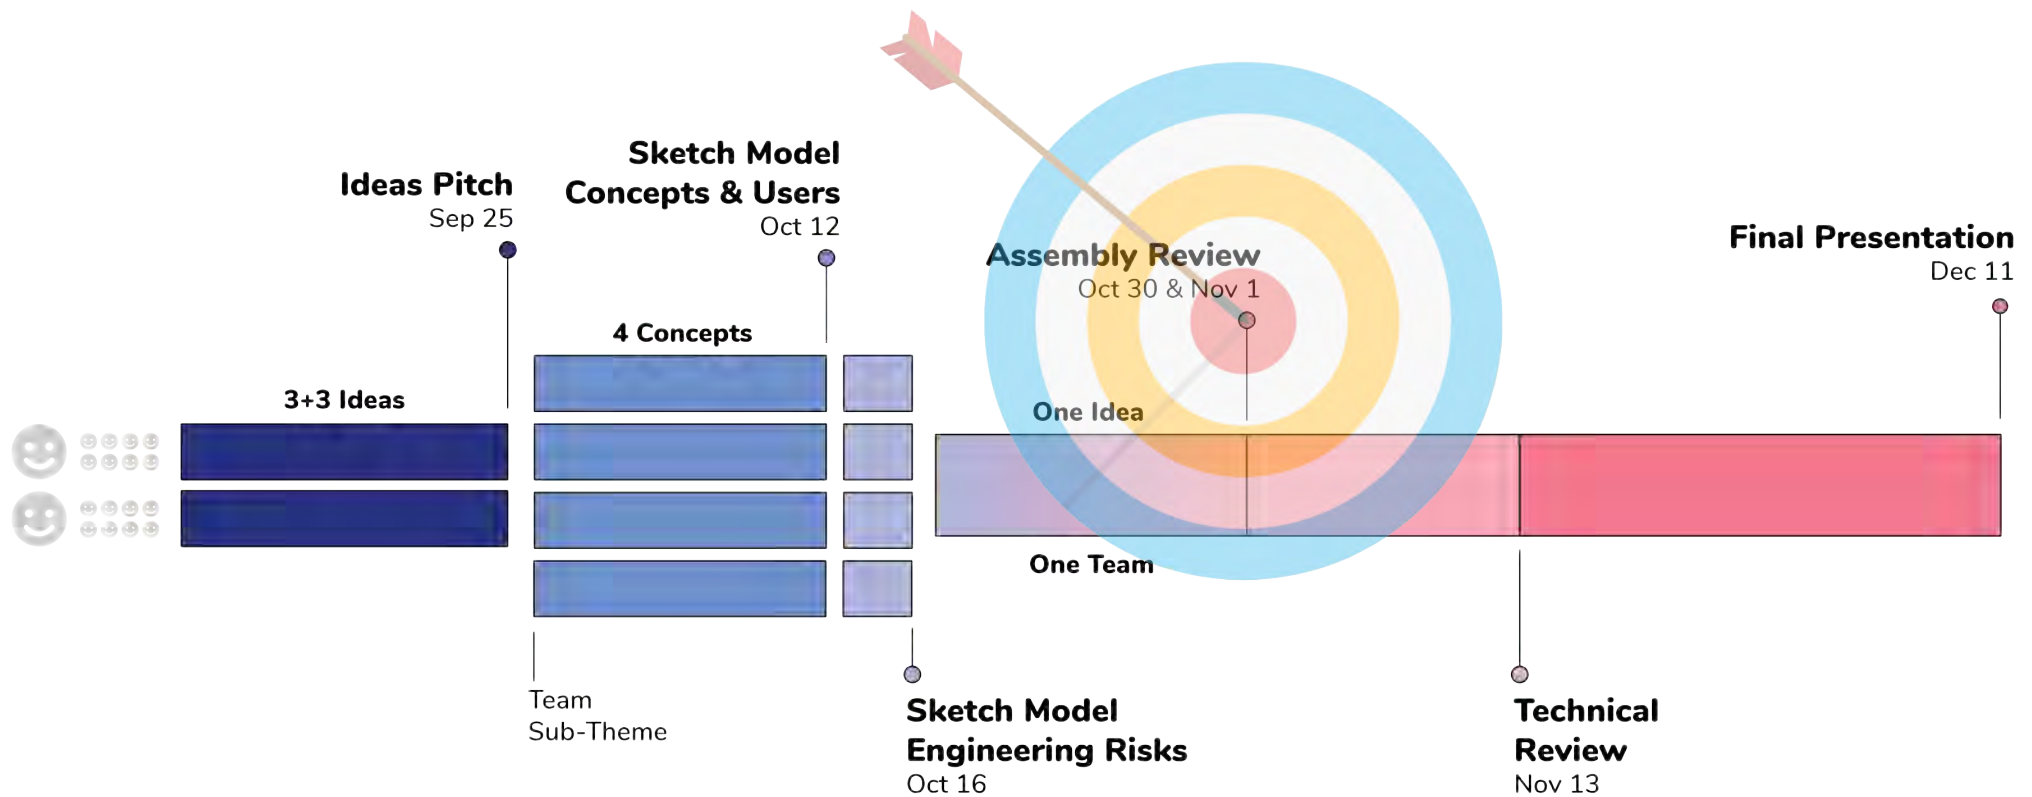 Ideas Pitch
Sep 25
Sketch Model
Concepts & Users
Oct 12
Assembly Review
Oct 30 & Nov 1
Final Presentation
Dec 11
3+3 Ideas
4 Concepts
One Idea
One Team
Team
Sub-Theme
Sketch Model
Engineering Risks
Oct 16
Technical
Review
Nov 13